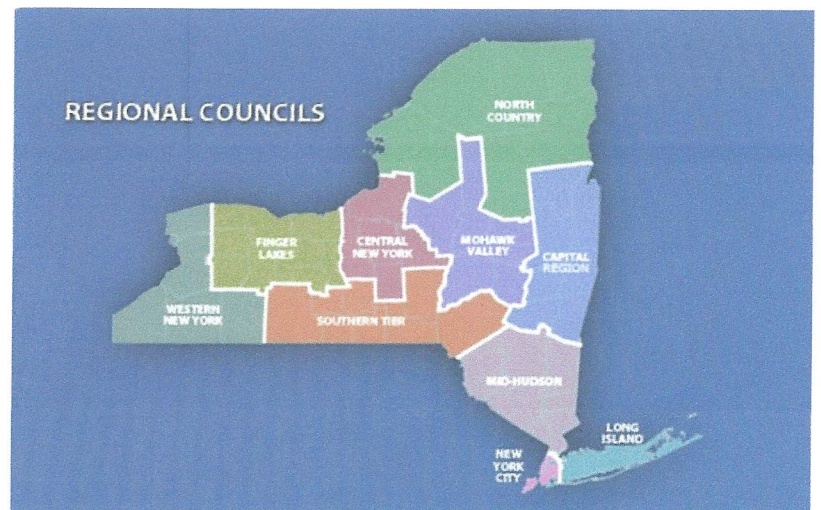 REGIONAL COUNCILS
NORTH
COUNTRY
FINGER
LAKES
CENTRAL
NEW YORK
MOHAWK
VALLEY
CAPITAL
REGION
WESTERN
NEW YORK
SOUTHERN TIER
MID-HUDSON
LONG
ISLAND
NEW
YORK
CITY